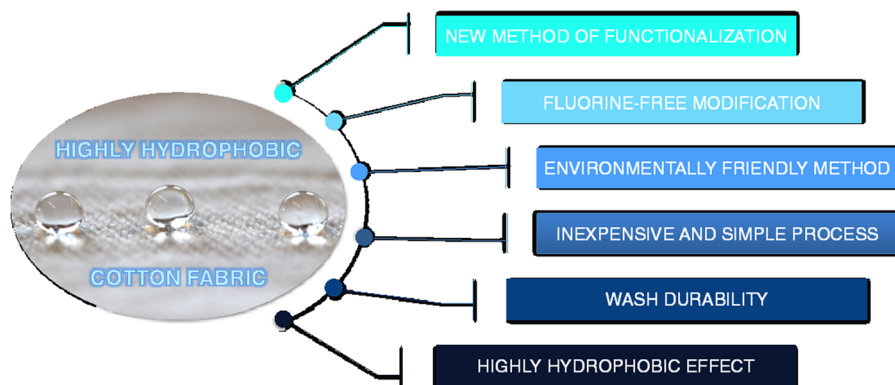 HIGHLY HYDROPHOBIC
COTTON FABRIC
NEW METHOD OF FUNCTIONALIZATION
FLUORINE-FREE MODIFICATION
ENVIRONMENTALLY FRIENDLY METHOD
INEXPENSIVE AND SIMPLE PROCESS
WASH DURABILITY
HIGHLY HYDROPHOBIC EFFECT